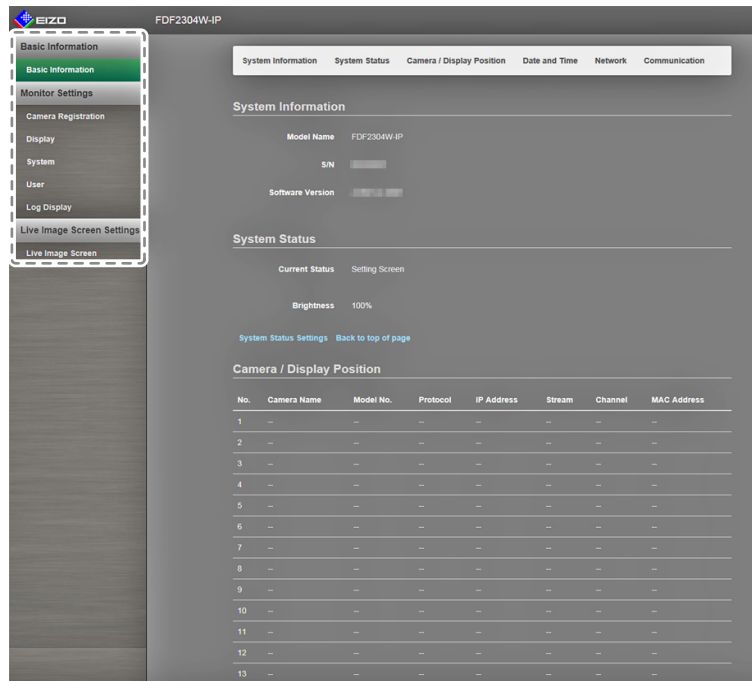 EIZO FDF2304W-IP
Basic Information
Basic Information
Monitor Settings
Camera Registration
Display
System
User
Log Display
Live Image Screen Settings
Live Image Screen
System Information System Status Camera / Display Position Date and Time Network Communication
System Information
Model Name FDF2304W-IP
S/N
Software Version
System Status
Current Status Setting Screen
Brightness 100%
System Status Settings Back to top of page
Camera / Display Position
No. Camera Name Model No. Protocol IP Address Stream Channel MAC Address
1 -- -- -- -- -- -- --
2 -- -- -- -- -- -- --
3 -- -- -- -- -- -- --
4 -- -- -- -- -- -- --
5 -- -- -- -- -- -- --
6 -- -- -- -- -- -- --
7 -- -- -- -- -- -- --
8 -- -- -- -- -- -- --
9 -- -- -- -- -- -- --
10 -- -- -- -- -- -- --
11 -- -- -- -- -- -- --
12 -- -- -- -- -- -- --
13 -- -- -- -- -- -- --